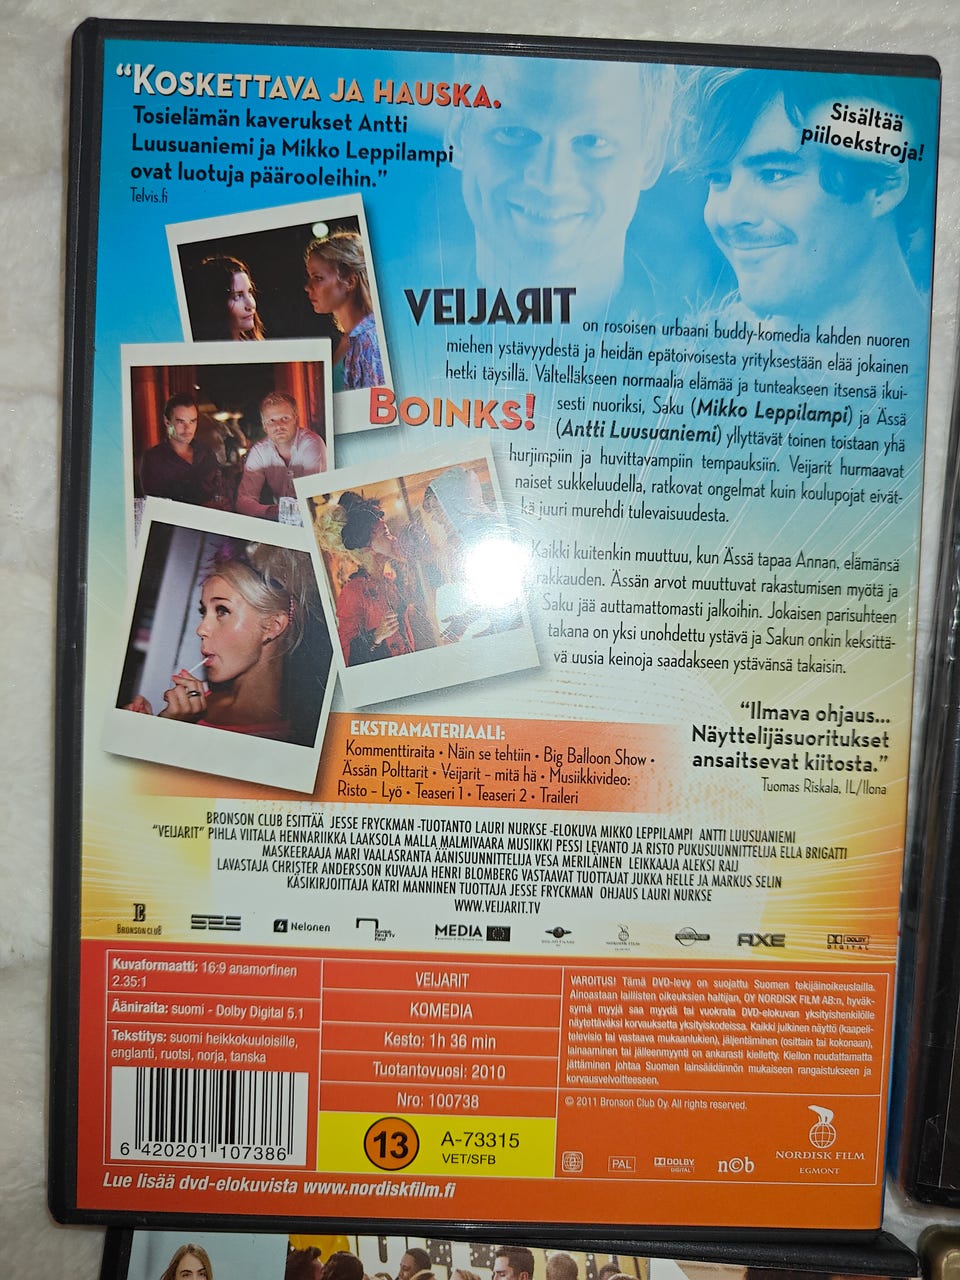 “KOSKETTAVA JA HAUSKA.
Tosielämän kaverukset Antti
Luusuaniemi ja Mikko Leppilampi
ovat luotuja päärooleihin.”
Telvis.fi
Sisältää
piiloekstroja!
VEIJARIT on rosoisen urbaani buddy-komedia kahden nuoren
miehen ystävyydestä ja heidän epätoivoisesta yrityksestään elää jokainen
hetki täysillä. Vältelläkseen normaalia elämää ja tunteakseen itsensä ikui-
sesti nuoriksi, Saku (Mikko Leppilampi) ja Ässä
BOINKS!
(Antti Luusuaniemi) yllyttävät toinen toistaan yhä
hurjimpiin ja huvittavampiin tempauksiin. Veijarit hurmaavat
naiset sukkeluudella, ratkovat ongelmat kuin koulupojat eivät-
kä juuri murehdi tulevaisuudesta.
Kaikki kuitenkin muuttuu, kun Ässä tapaa Annan, elämänsä
rakkauden. Ässän arvot muuttuvat rakastumisen myötä ja
Saku jää auttamattomasti jalkoihin. Jokaisen parisuhteen
takana on yksi unohdettu ystävä ja Sakun onkin keksittä-
vä uusia keinoja saadakseen ystävänsä takaisin.
“Ilmava ohjaus...
Näyttelijäsuoritukset
ansaitsevat kiitosta.”
Tuomas Riskala, IL/Ilona
EKSTRAMATERIAALI:
Kommenttiraita • Näin se tehtiin • Big Balloon Show •
Ässän Polttarit • Veijarit – mitä hä • Musiikkivideo:
Risto – Lyö • Teaseri 1 • Teaseri 2 • Traileri
BRONSON CLUB ESITTÄÄ JESSE FRYCKMAN -TUOTANTO LAURI NURKSE -ELOKUVA MIKKO LEPPILAMPI ANTTI LUUSUANIEMI
“VEIJARIT” PIHLA VIITALA HENNARIIKKA LAAKSOLA MALLA MALMIVAARA MUSIIKKI PESSI LEVANTO JA RISTO PUKUSUUNNITTELIJA ELLA BRIGATTI
MASKEERAAJA MARI VAALASRANTA ÄÄNISUUNNITTELIJA VESA MERILÄINEN LEIKKAAJA ALEKSI RAIJ
LAVASTAJA CHRISTER ANDERSSON KUVAAJA HENRI BLOMBERG VASTAAVAT TUOTTAJAT JUKKA HELLE JA MARKUS SELIN
KÄSIKIRJOITTAJA KATRI MANNINEN TUOTTAJA JESSE FRYCKMAN OHJAUS LAURI NURKSE
WWW.VEIJARIT.TV
BRONSON CLUB
SES
4 Nelonen
MEDIA
NORDISK FILM
AXE
DOLBY
DIGITAL
Kuvaformaatti: 16:9 anamorfinen
2.35:1
Ääniraita: suomi - Dolby Digital 5.1
Tekstitys: suomi heikkokuuloisille,
englanti, ruotsi, norja, tanska
6 420201 107386
VEIJARIT
KOMEDIA
Kesto: 1h 36 min
Tuotantovuosi: 2010
Nro: 100738
13
A-73315
VET/SFB
VAROITUS! Tämä DVD-levy on suojattu Suomen tekijäinoikeuslailla.
Ainoastaan laillisten oikeuksien haltijan, OY NORDISK FILM AB:n, hyväk-
symä myyjä saa myydä tai vuokrata DVD-elokuvan yksityishenkilölle
näytettäväksi korvauksetta yksityiskodeissa. Kaikki julkinen näyttö (kaapeli-
televisio tai vastaava mukaanlukien), jäljentäminen (osittain tai kokonaan),
lainaaminen tai jälleenmyynti on ankarasti kielletty. Kiellon noudattamatta
jättäminen johtaa Suomen lainsäädännön mukaiseen rangaistukseen ja
korvausvelvoitteeseen.
© 2011 Bronson Club Oy. All rights reserved.
PAL
DOLBY
DIGITAL
n©b
NORDISK FILM
EGMONT
Lue lisää dvd-elokuvista www.nordiskfilm.fi